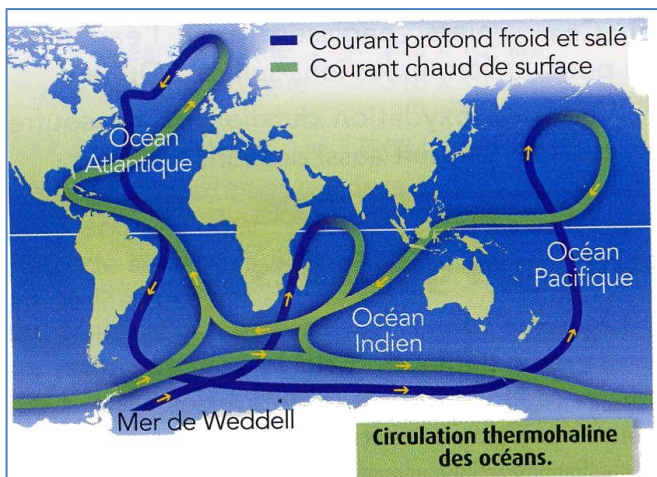 Courant profond froid et salé
Courant chaud de surface
Océan
Atlantique
Océan
Pacifique
Océan
Indien
Mer de Weddell
Circulation thermohaline
des océans.